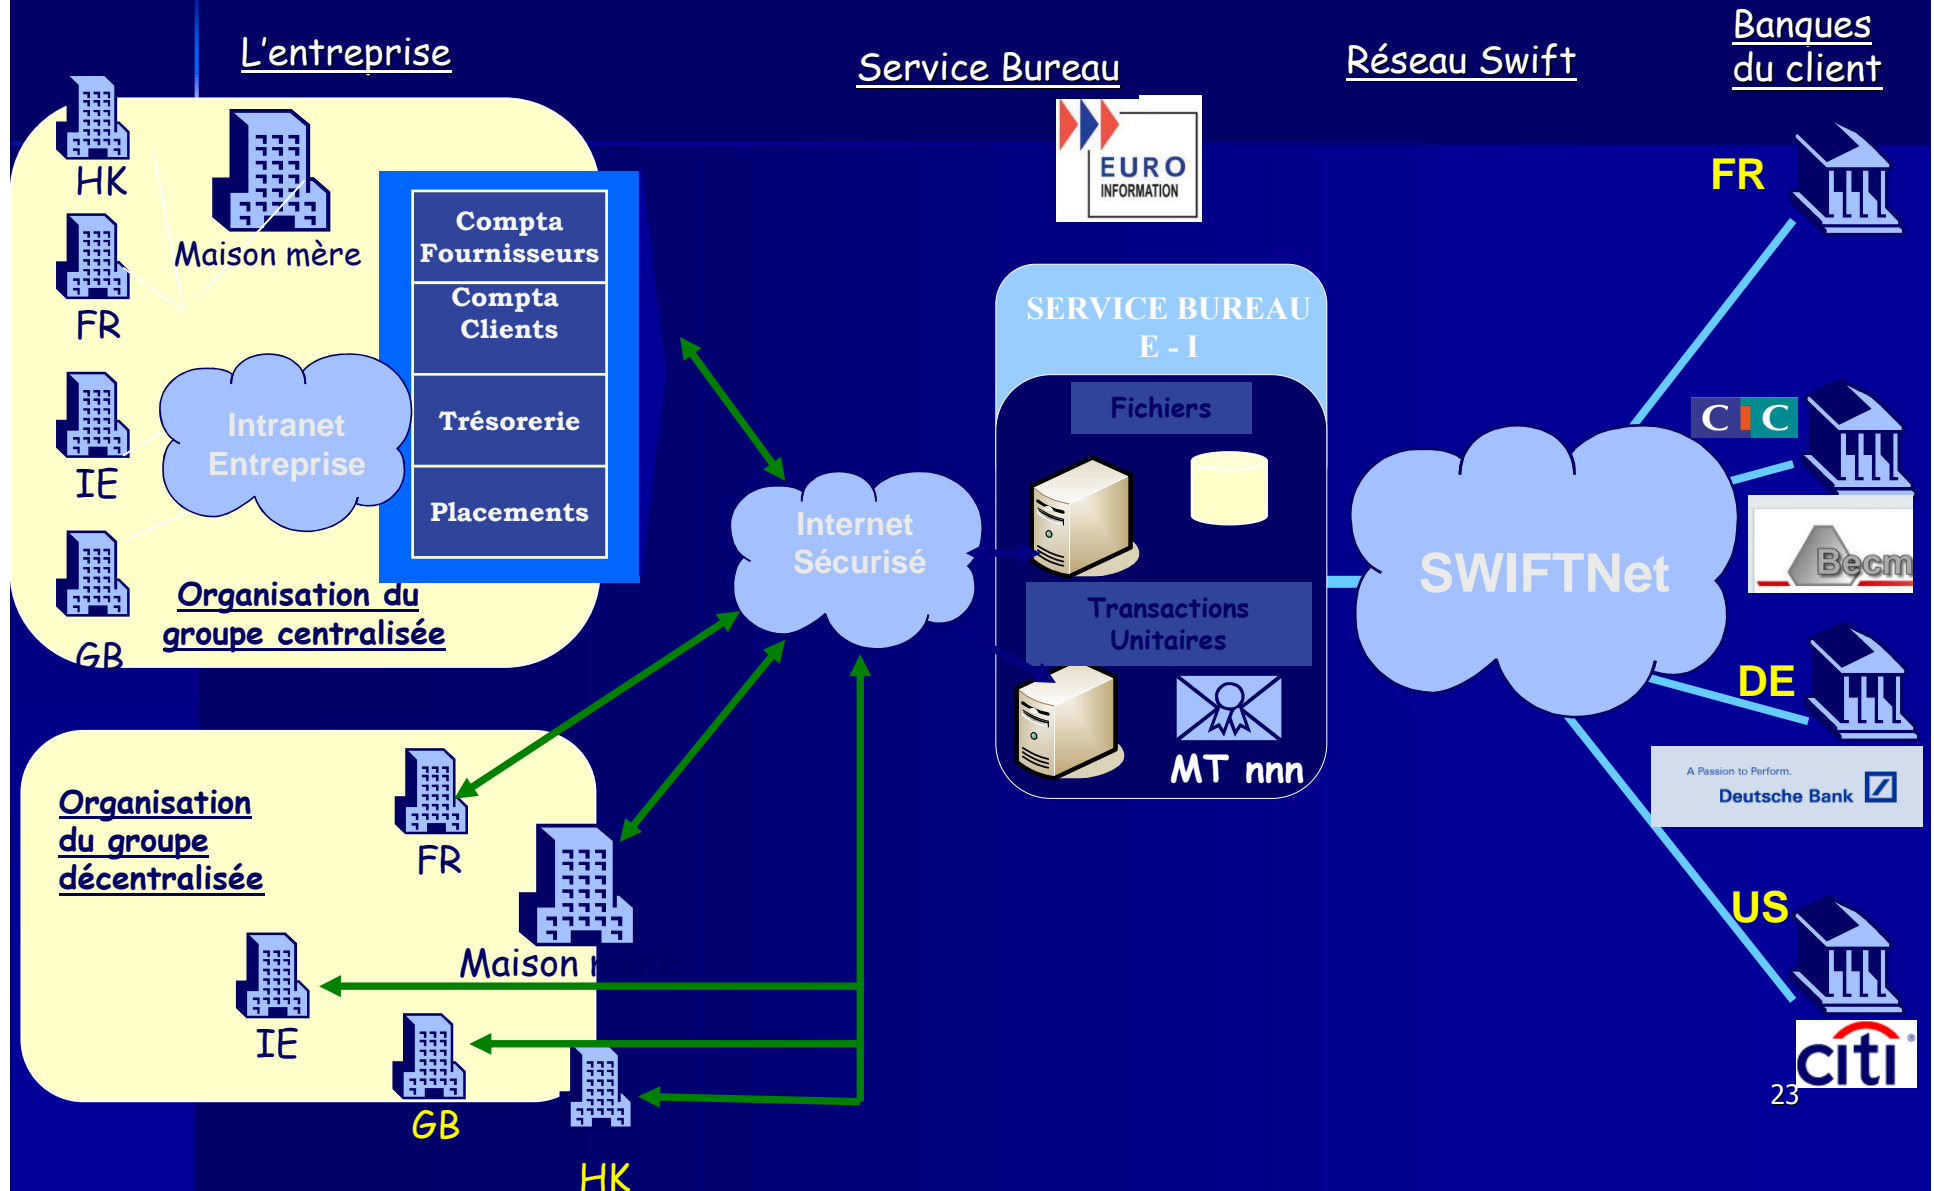 L'entreprise
Service Bureau
Réseau Swift
Banques
du client
HK
FR
IE
GB
Maison mère
Compta
Fournisseurs
Compta
Clients
Trésorerie
Placements
Intranet
Entreprise
Organisation du
groupe centralisée
Organisation
du groupe
décentralisée
FR
Maison mère
IE
GB
HK
Internet
Sécurisé
EURO
INFORMATION
SERVICE BUREAU
E - I
Fichiers
Transactions
Unitaires
MT nnn
SWIFTNet
FR
CIC
Becm
DE
A Passion to Perform.
Deutsche Bank
US
citi®
23